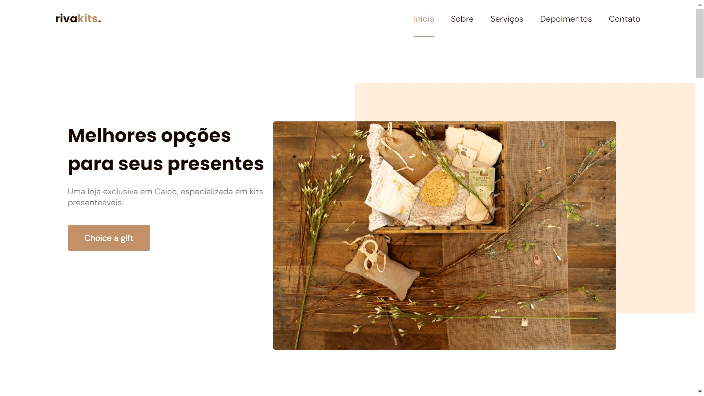 rivakits.
Início Sobre Serviços Depoimentos Contato
Melhores opções
para seus presentes
Uma loja exclusiva em Caicó, especializada em kits
presenteáveis.
Choice a gift